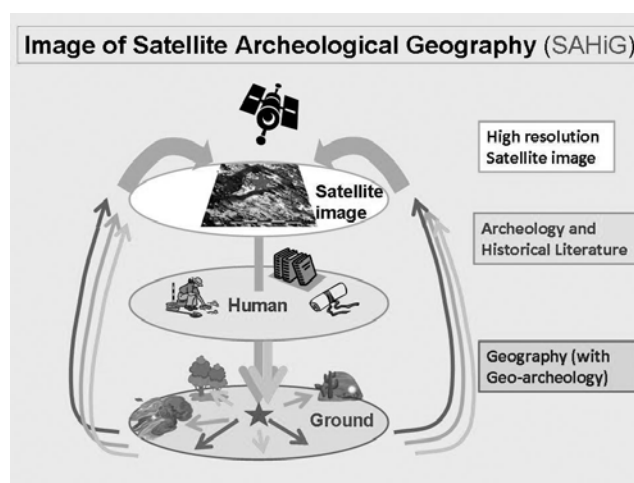 Image of Satellite Archeological Geography (SAHiG)
High resolution
Satellite image
Satellite
image
Archeology and
Historical Literature
Human
Geography (with
Geo-archeology)
Ground